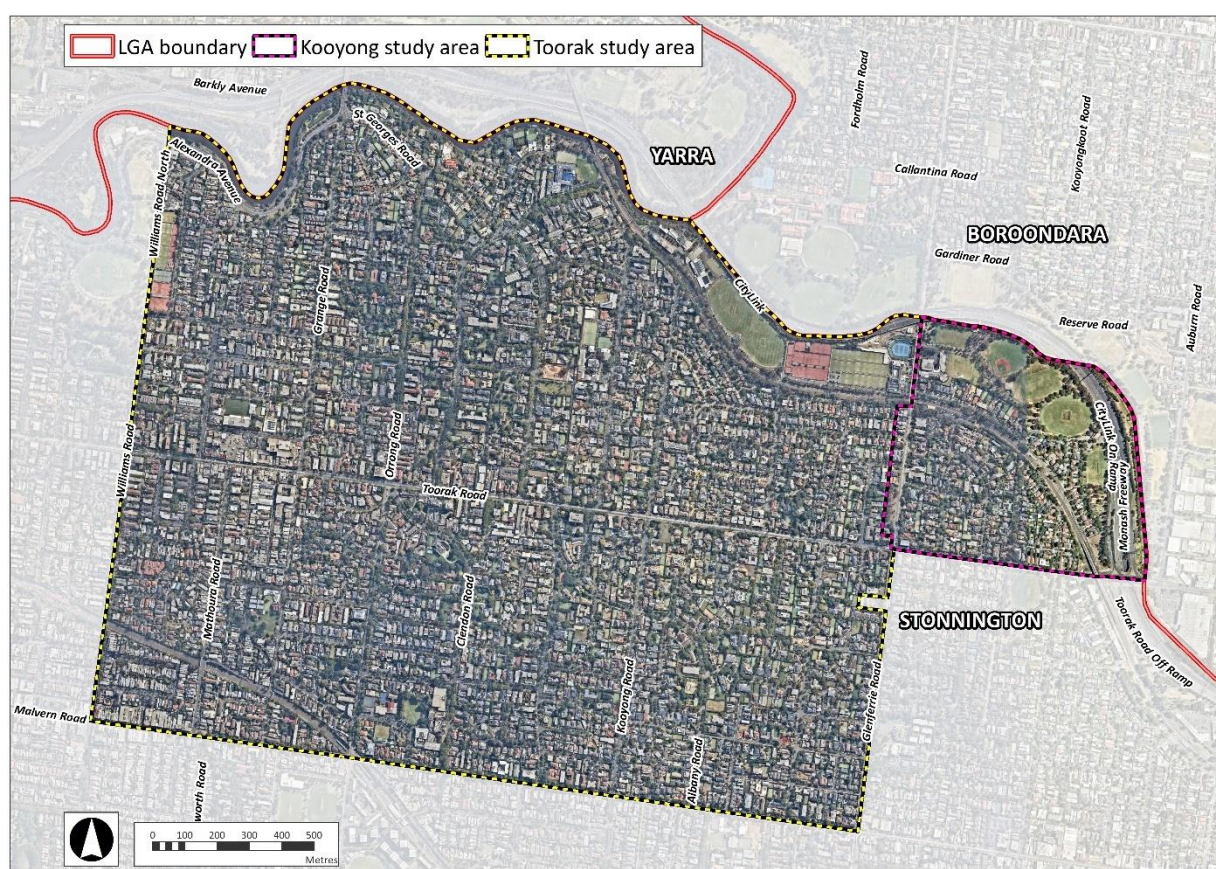 LGA boundary
Kooyong study area
Toorak study area
Barkly Avenue
St Georges Road
Alexandra Avenue
Williams Road North
Fordholm Road
Kooyongkoot Road
YARRA
Callantina Road
BOROONDARA
Gardiner Road
Grange Road
CityLink
Reserve Road
Auburn Road
Orrong Road
Williams Road
Toorak Road
CityLink On Ramp
Monash Freeway
Mathoura Road
Clendon Road
STONNINGTON
Toorak Road Off Ramp
Kooyong Road
Glenferrie Road
Malvern Road
Albany Road
worth Road
0 100 200 300 400 500
Metres